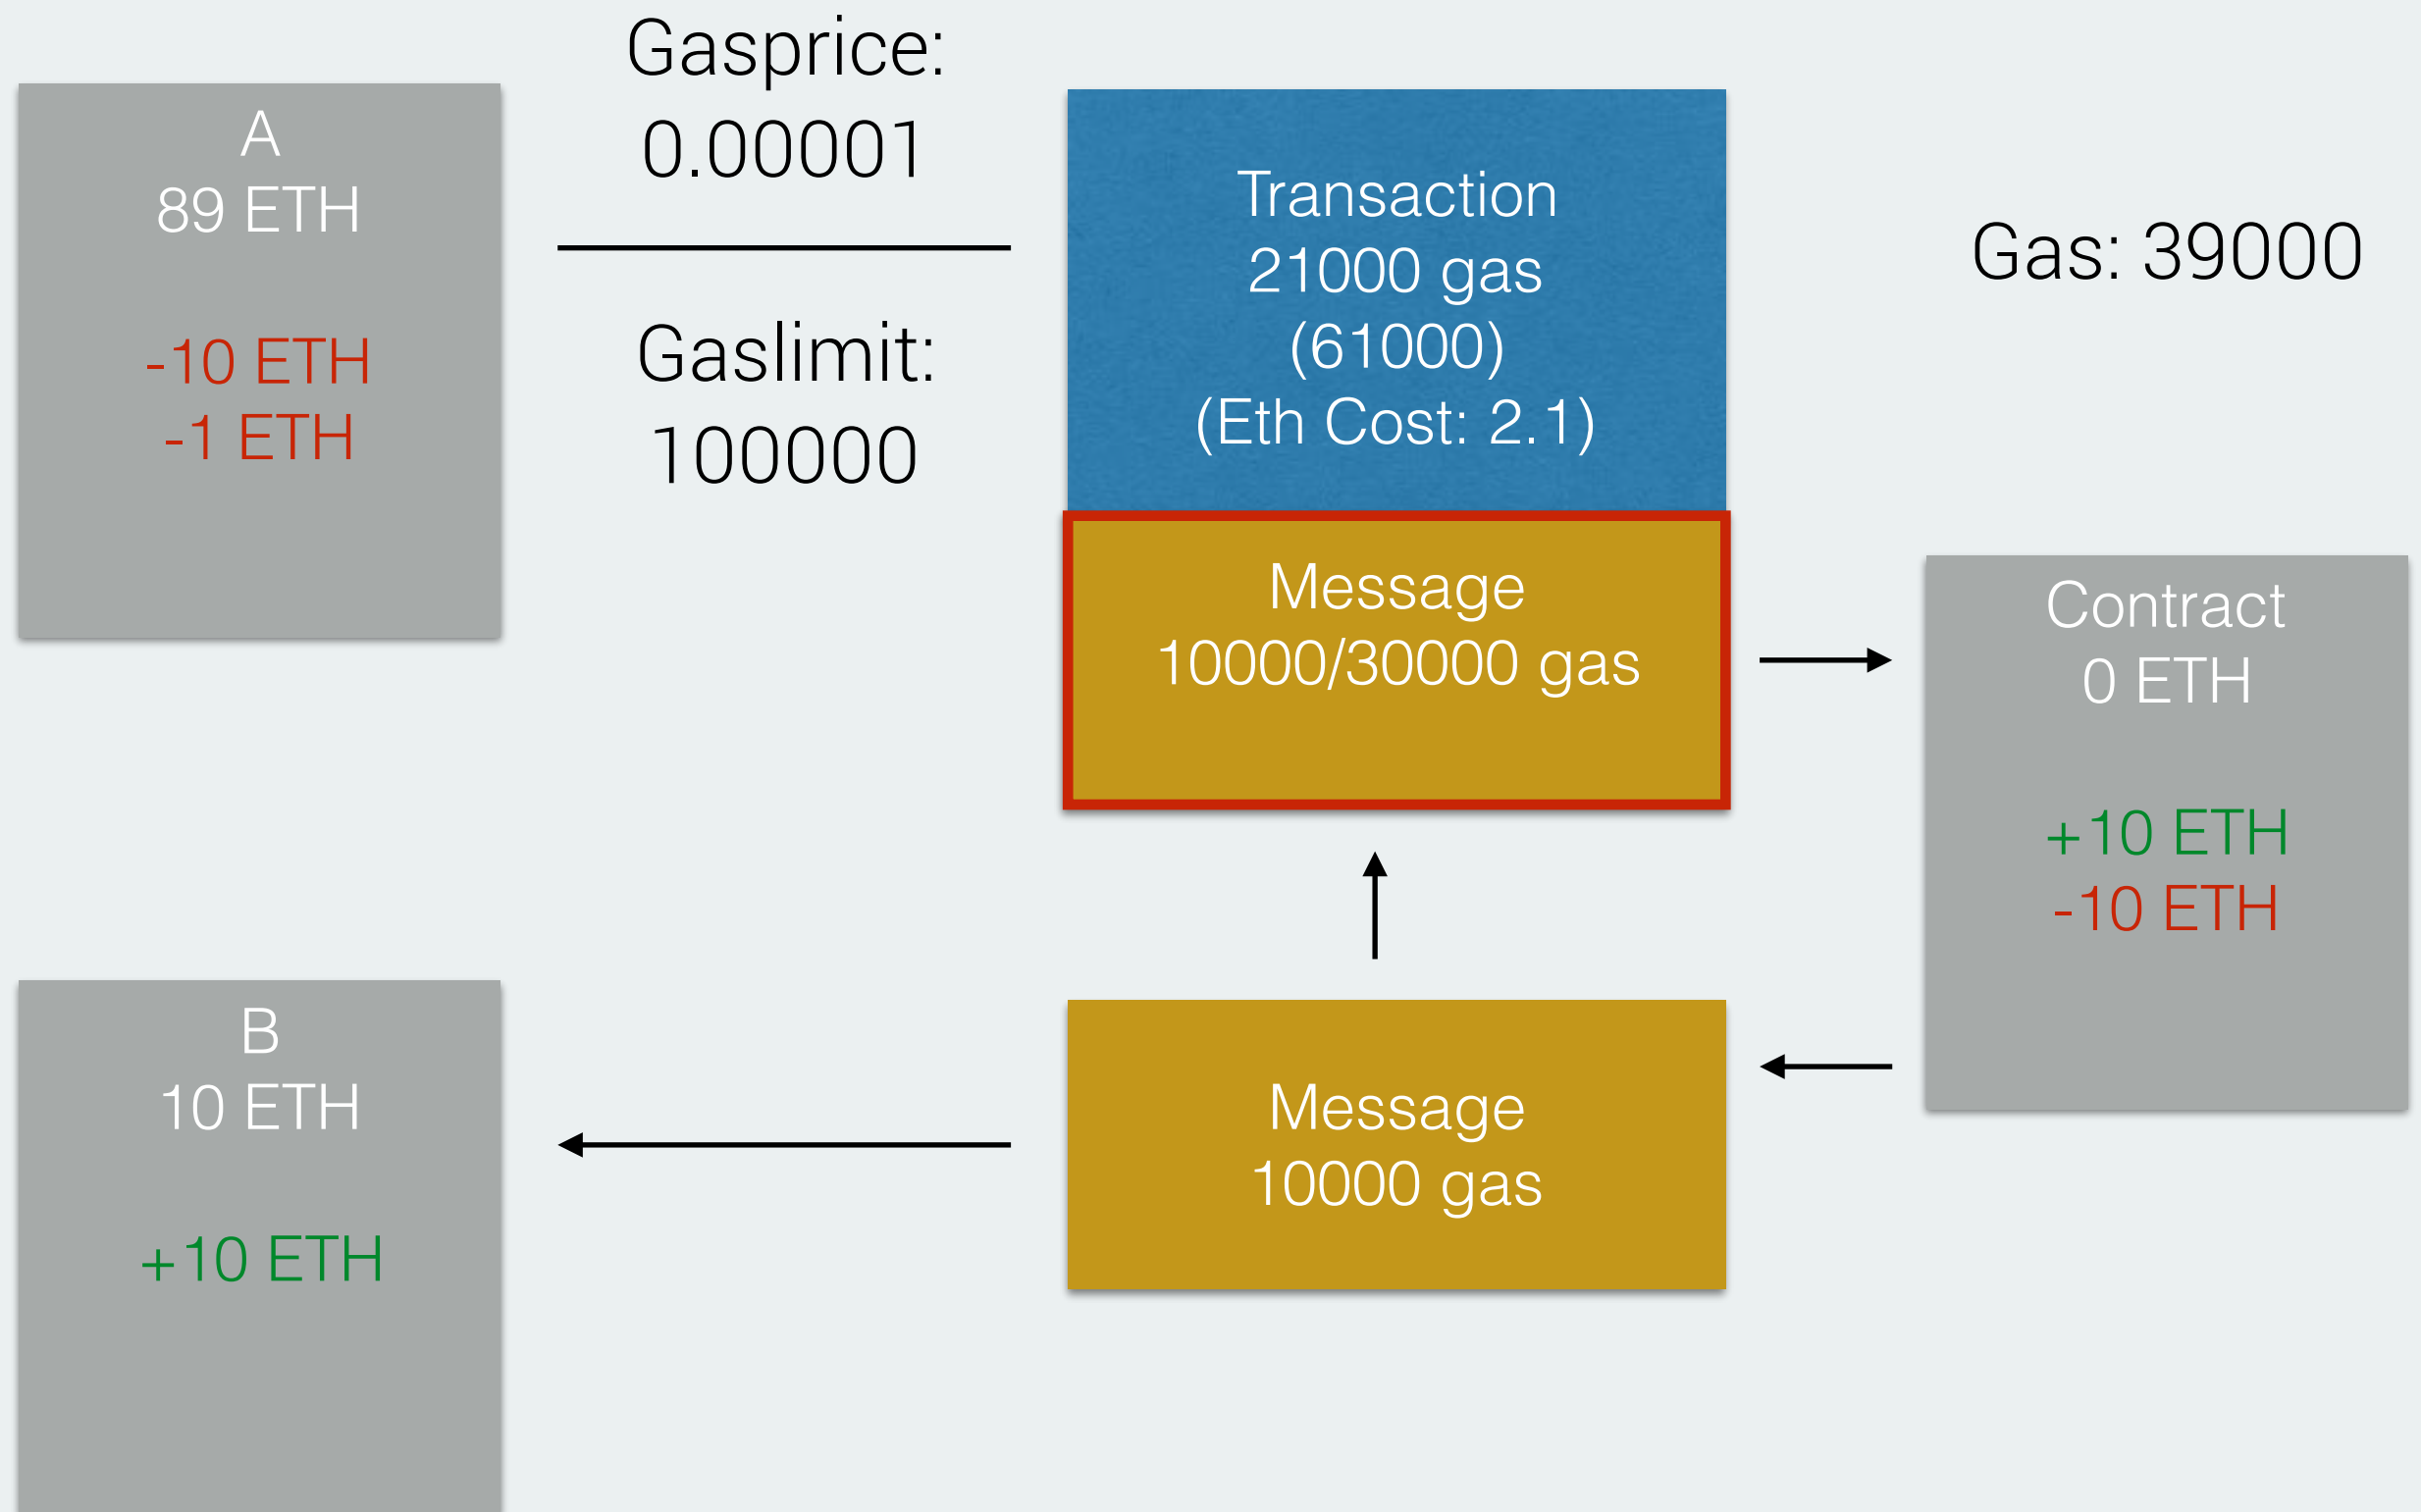 A
89 ETH
-10 ETH
-1 ETH
Gasprice:
0.00001
Gaslimit:
100000
Transaction
21000 gas
(61000)
(Eth Cost: 2.1)
Gas: 39000
Message
10000/30000 gas
Contract
0 ETH
+10 ETH
-10 ETH
B
10 ETH
+10 ETH
Message
10000 gas